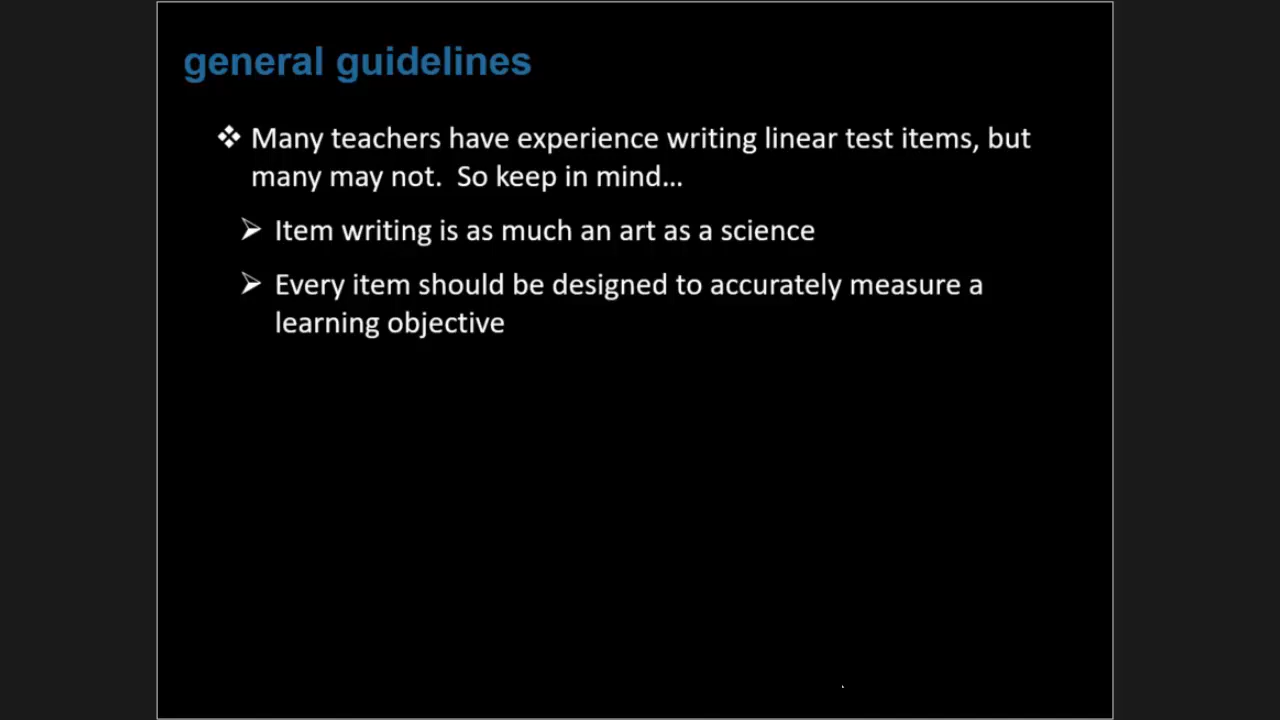 general guidelines
❖ Many teachers have experience writing linear test items, but
many may not.  So keep in mind…
➢ Item writing is as much an art as a science
➢ Every item should be designed to accurately measure a
learning objective